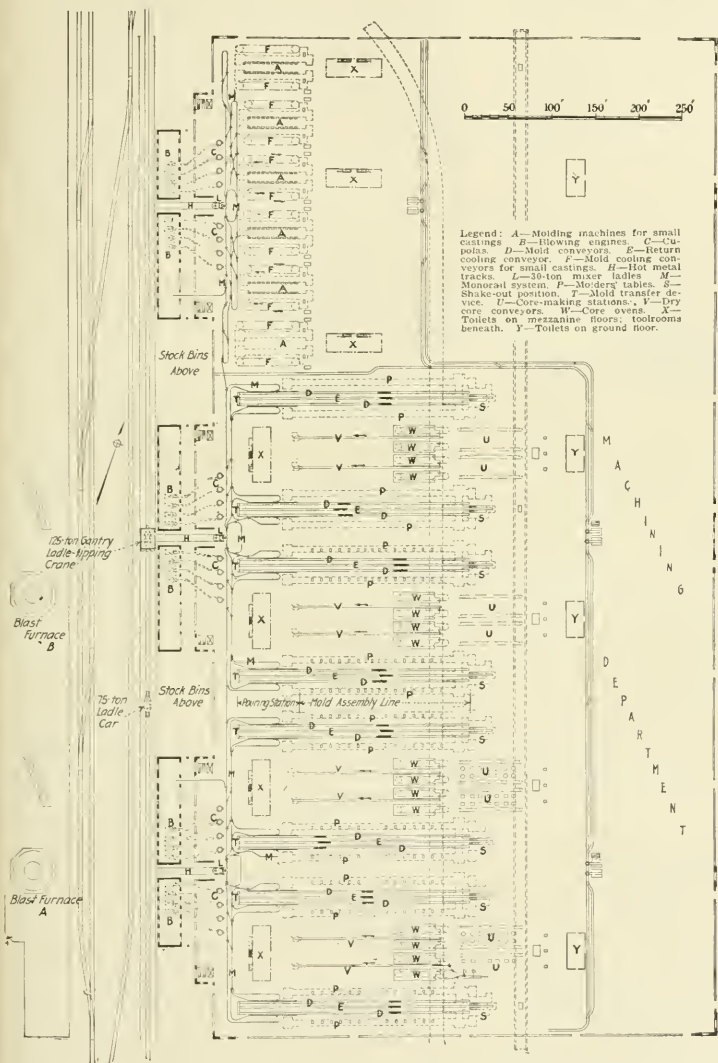 0 50 100' 150' 200' 250'
Legend: A—Molding machines for small
castings B—Blowing engines. C—Cu-
polas. D—Mold conveyors. E—Return
cooling conveyor. F—Mold cooling con-
veyors for small castings. H—Hot metal
tracks. L—30-ton mixer ladles M—
Monorail system. P—Molders' tables. S—
Shake-out position. T—Mold transfer de-
vice. U—Core-making stations. V—Dry
core conveyors. W—Core ovens. X—
Toilets on mezzanine floors; toolrooms
beneath. Y—Toilets on ground floor.
F
A
X
F
F
A
F
F
A
X
F
F
A
F
F
A
F
F
A
X
B
C
H
L
M
B
C
M
Y
Stock Bins
Above
M
T
D
E
D
P
P
S
X
V
V
W
W
W
W
U
U
Y
B
C
125-ton Gantry
Ladle-tipping
Crane
H
L
M
T
D
E
D
P
P
S
B
C
T
D
E
D
P
P
S
Blast
Furnace
B
X
V
V
W
W
W
W
U
U
Y
MACHINING
DEPARTMENT
75-ton
Ladle
Car
Stock Bins
Above
M
T
D
E
D
P
P
S
Pouring Station
Mold Assembly Line
T
D
E
D
P
S
M
X
V
V
W
W
W
W
U
U
B
C
T
D
E
D
P
P
S
M
H
L
Blast Furnace
A
B
C
T
D
E
D
P
P
S
X
V
V
W
W
W
W
U
U
Y
M
T
D
E
D
P
P
S